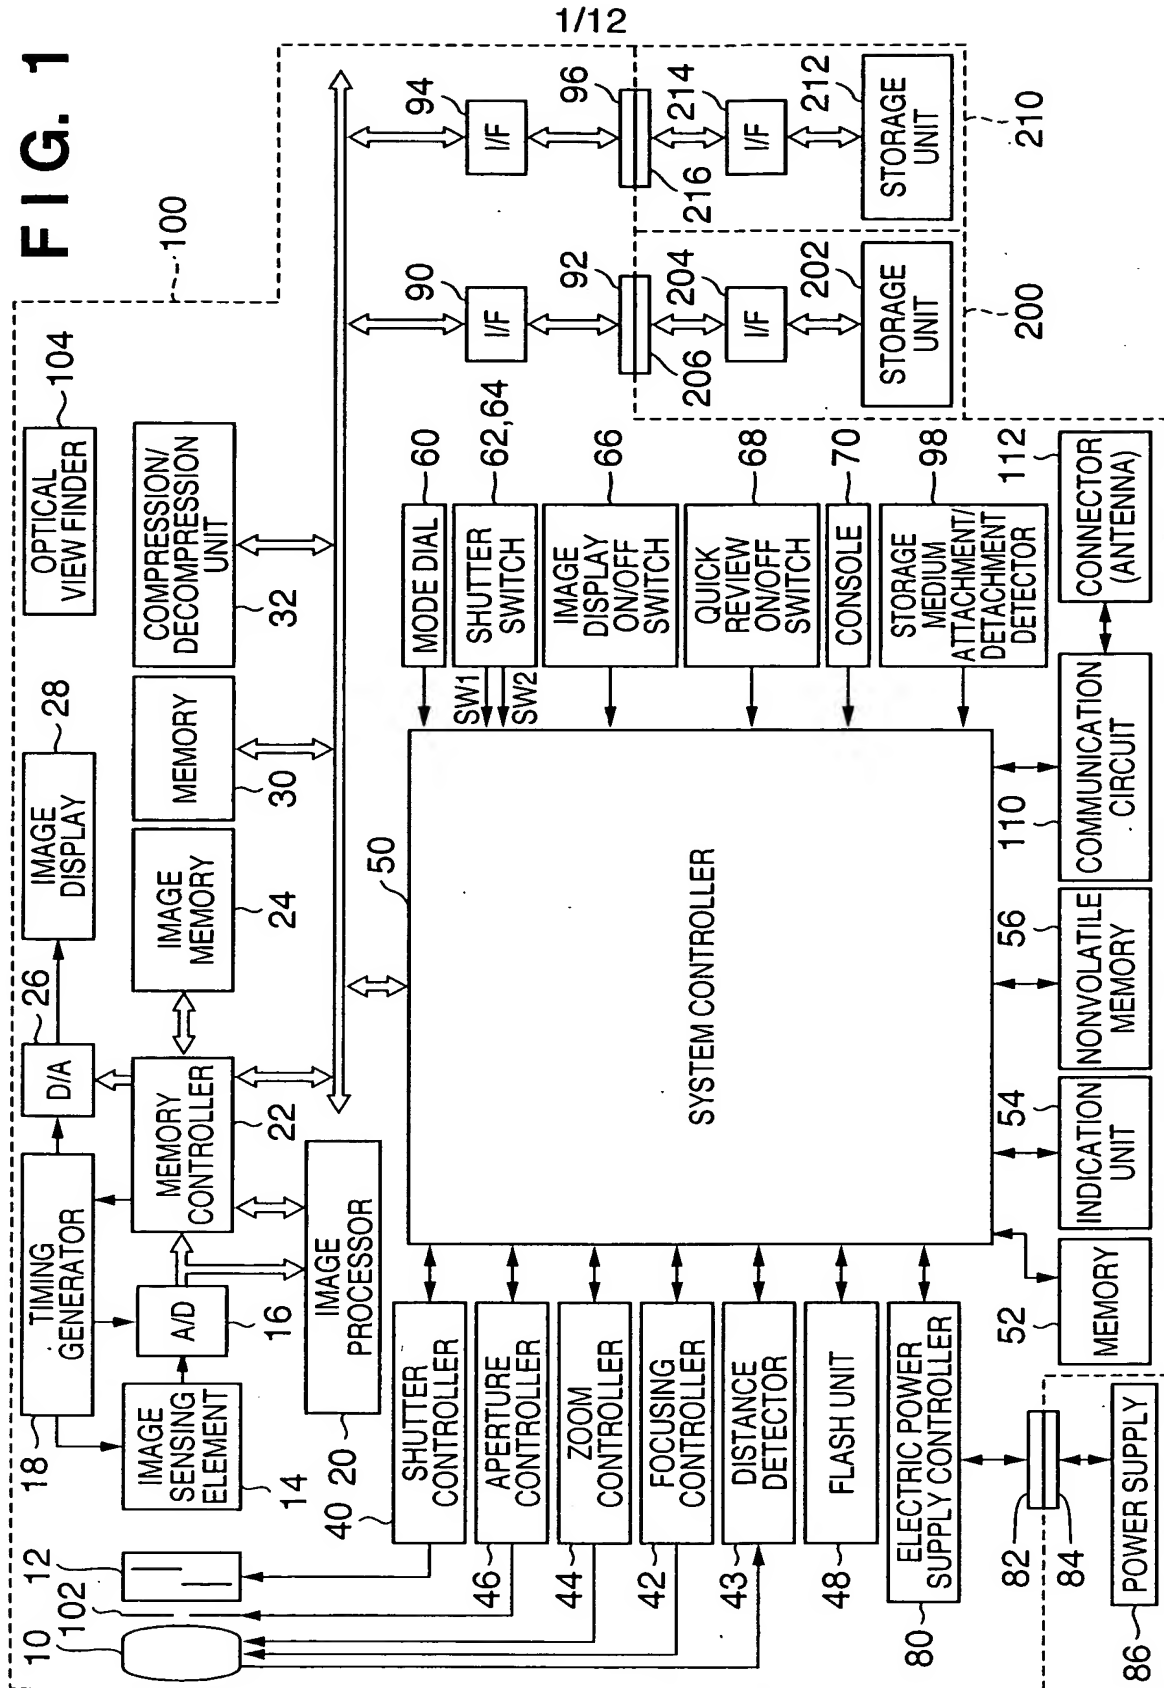 1/12
FIG. 1
100
OPTICAL
VIEW FINDER
104
IMAGE
DISPLAY
28
D/A
26
TIMING
GENERATOR
18
COMPRESSION/
DECOMPRESSION
UNIT
32
MEMORY
30
IMAGE
MEMORY
24
MEMORY
CONTROLLER
22
A/D
16
IMAGE
SENSING
ELEMENT
14
12
102
10
IMAGE
PROCESSOR
20
94
I/F
96
216
214
I/F
212
STORAGE
UNIT
210
90
I/F
92
206
204
I/F
202
STORAGE
UNIT
200
50
SYSTEM CONTROLLER
MODE DIAL
60
SHUTTER
SWITCH
62,64
SW1
SW2
IMAGE
DISPLAY
ON/OFF
SWITCH
66
QUICK
REVIEW
ON/OFF
SWITCH
68
CONSOLE
70
STORAGE
MEDIUM
ATTACHMENT/
DETACHMENT
DETECTOR
98
SHUTTER
CONTROLLER
40
APERTURE
CONTROLLER
46
ZOOM
CONTROLLER
44
FOCUSING
CONTROLLER
42
DISTANCE
DETECTOR
43
FLASH UNIT
48
ELECTRIC POWER
SUPPLY CONTROLLER
80
CONNECTOR
(ANTENNA)
112
COMMUNICATION
CIRCUIT
110
NONVOLATILE
MEMORY
56
INDICATION
UNIT
54
MEMORY
52
82
84
POWER SUPPLY
86